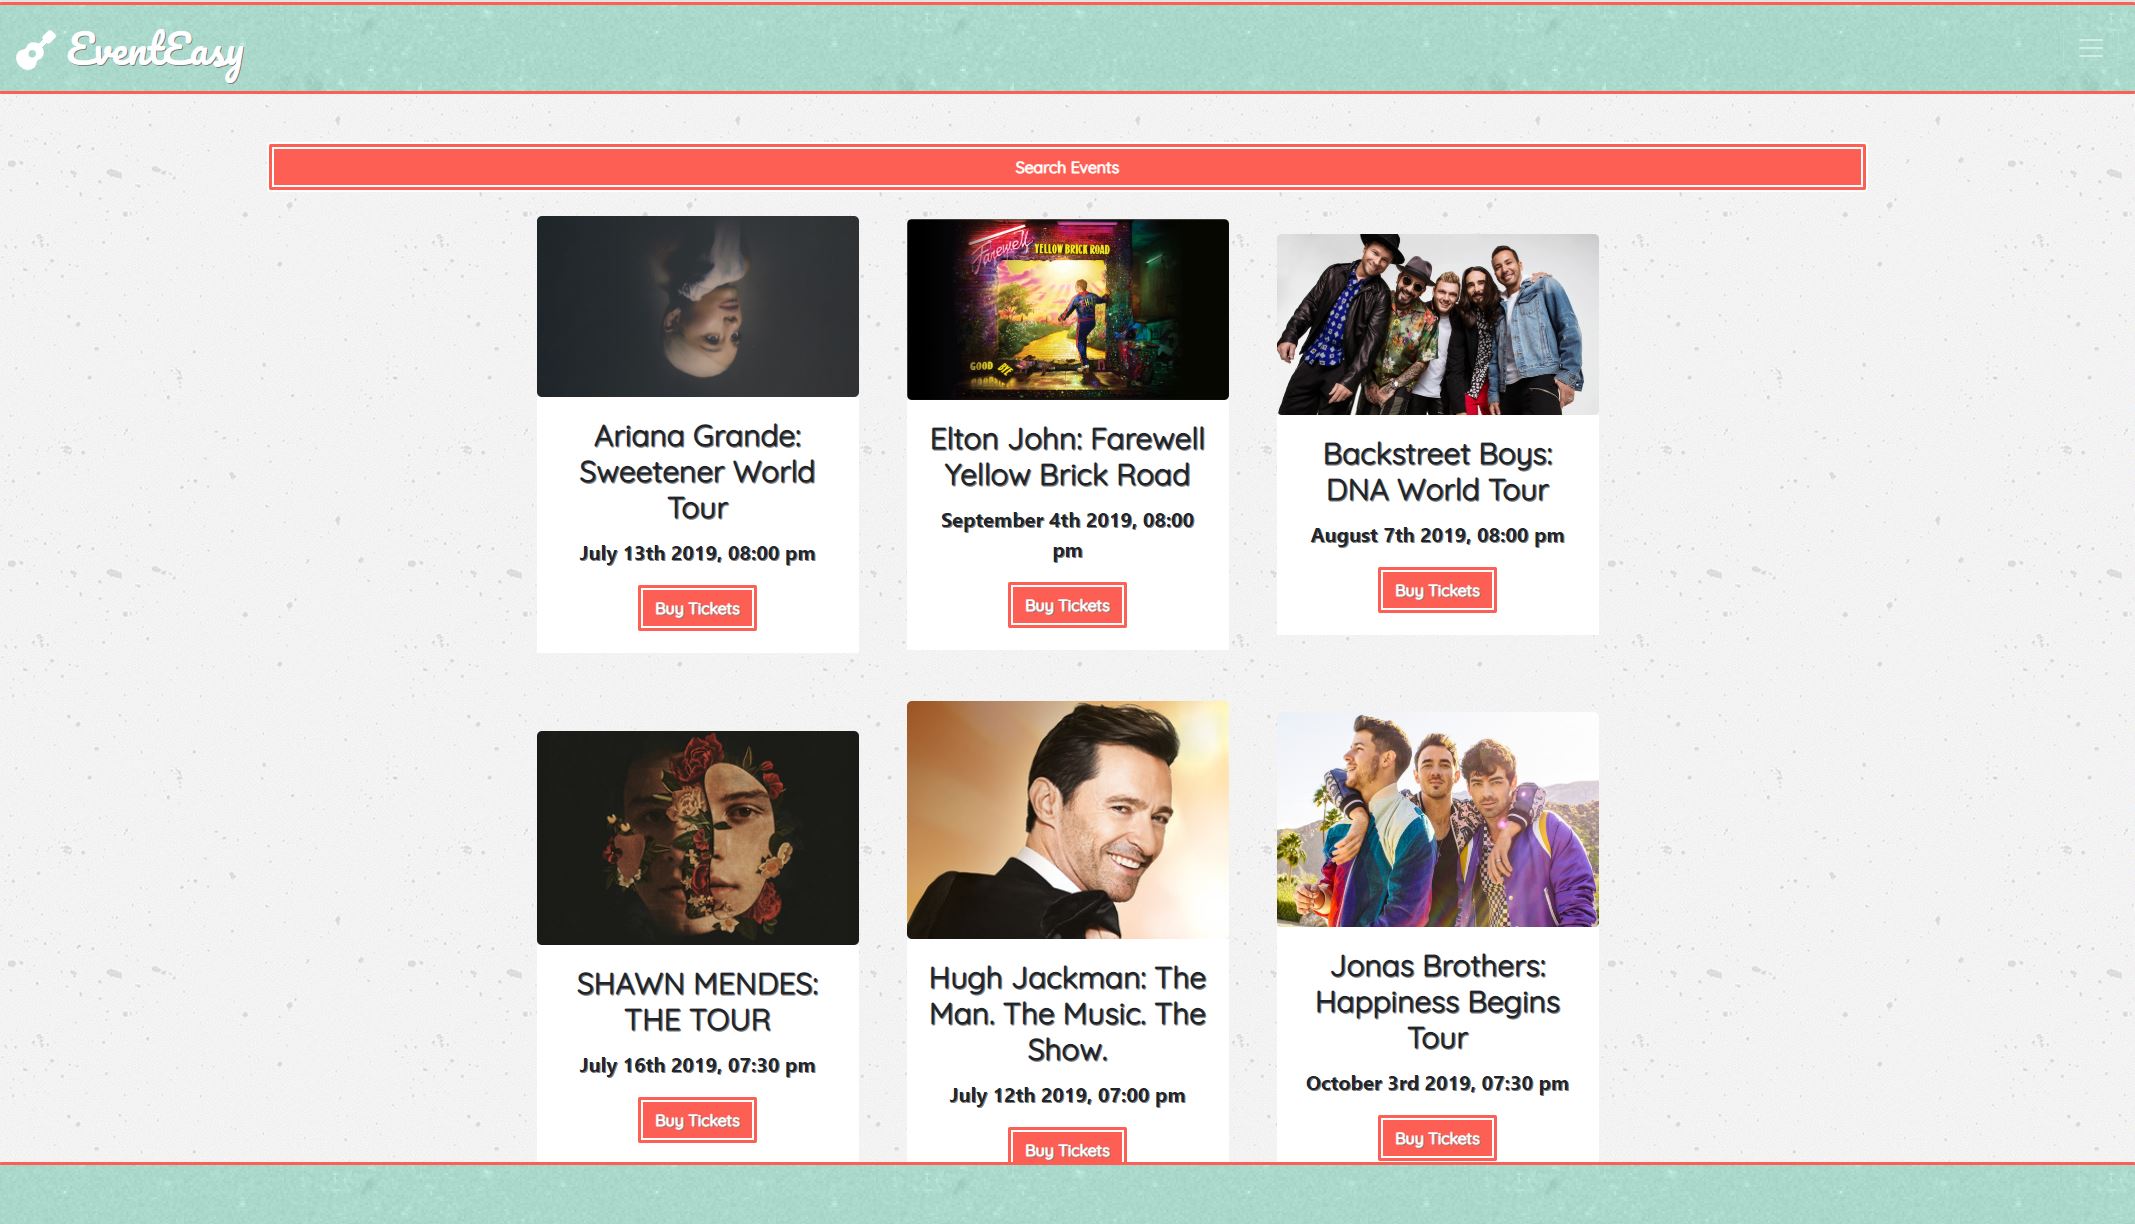 EventEasy
Search Events
Farewell
YELLOW BRICK ROAD
GOOD BYE
Ariana Grande:
Sweetener World
Tour
July 13th 2019, 08:00 pm
Buy Tickets
Elton John: Farewell
Yellow Brick Road
September 4th 2019, 08:00
pm
Buy Tickets
Backstreet Boys:
DNA World Tour
August 7th 2019, 08:00 pm
Buy Tickets
SHAWN MENDES:
THE TOUR
July 16th 2019, 07:30 pm
Buy Tickets
Hugh Jackman: The
Man. The Music. The
Show.
July 12th 2019, 07:00 pm
Buy Tickets
Jonas Brothers:
Happiness Begins
Tour
October 3rd 2019, 07:30 pm
Buy Tickets